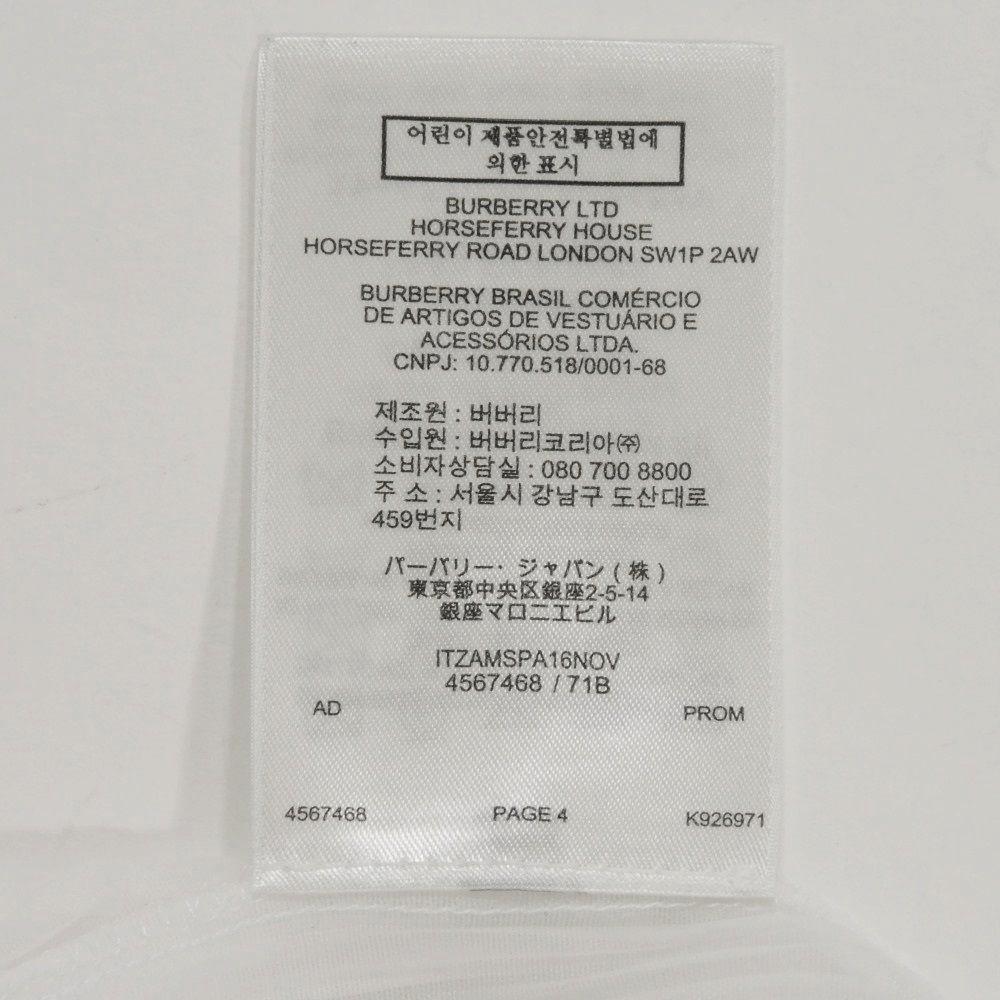 어린이 제품안전특별법에
의한 표시
BURBERRY LTD
HORSEFERRY HOUSE
HORSEFERRY ROAD LONDON SW1P 2AW
BURBERRY BRASIL COMÉRCIO
DE ARTIGOS DE VESTUÁRIO E
ACESSÓRIOS LTDA.
CNPJ: 10.770.518/0001-68
제조원 : 버버리
수입원 : 버버리코리아㈜
소비자상담실 : 080 700 8800
주 소 : 서울시 강남구 도산대로
459번지
バーバリー・ジャパン ( 株 )
東京都中央区銀座2-5-14
銀座マロニエビル
ITZAMSPA16NOV
4567468 / 71B
AD PROM
4567468 PAGE 4 K926971